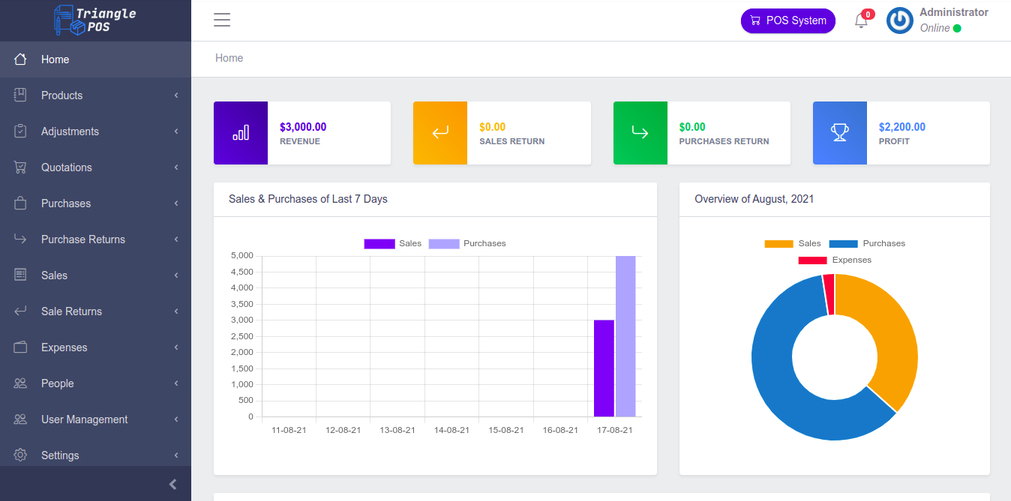 Triangle
POS
Home
Products
Adjustments
Quotations
Purchases
Purchase Returns
Sales
Sale Returns
Expenses
People
User Management
Settings
POS System
0
Administrator
Online
Home
$3,000.00
REVENUE
$0.00
SALES RETURN
$0.00
PURCHASES RETURN
$2,200.00
PROFIT
Sales & Purchases of Last 7 Days
Sales Purchases
5,000
4,500
4,000
3,500
3,000
2,500
2,000
1,500
1,000
500
0
11-08-21 12-08-21 13-08-21 14-08-21 15-08-21 16-08-21 17-08-21
Overview of August, 2021
Sales Purchases
Expenses